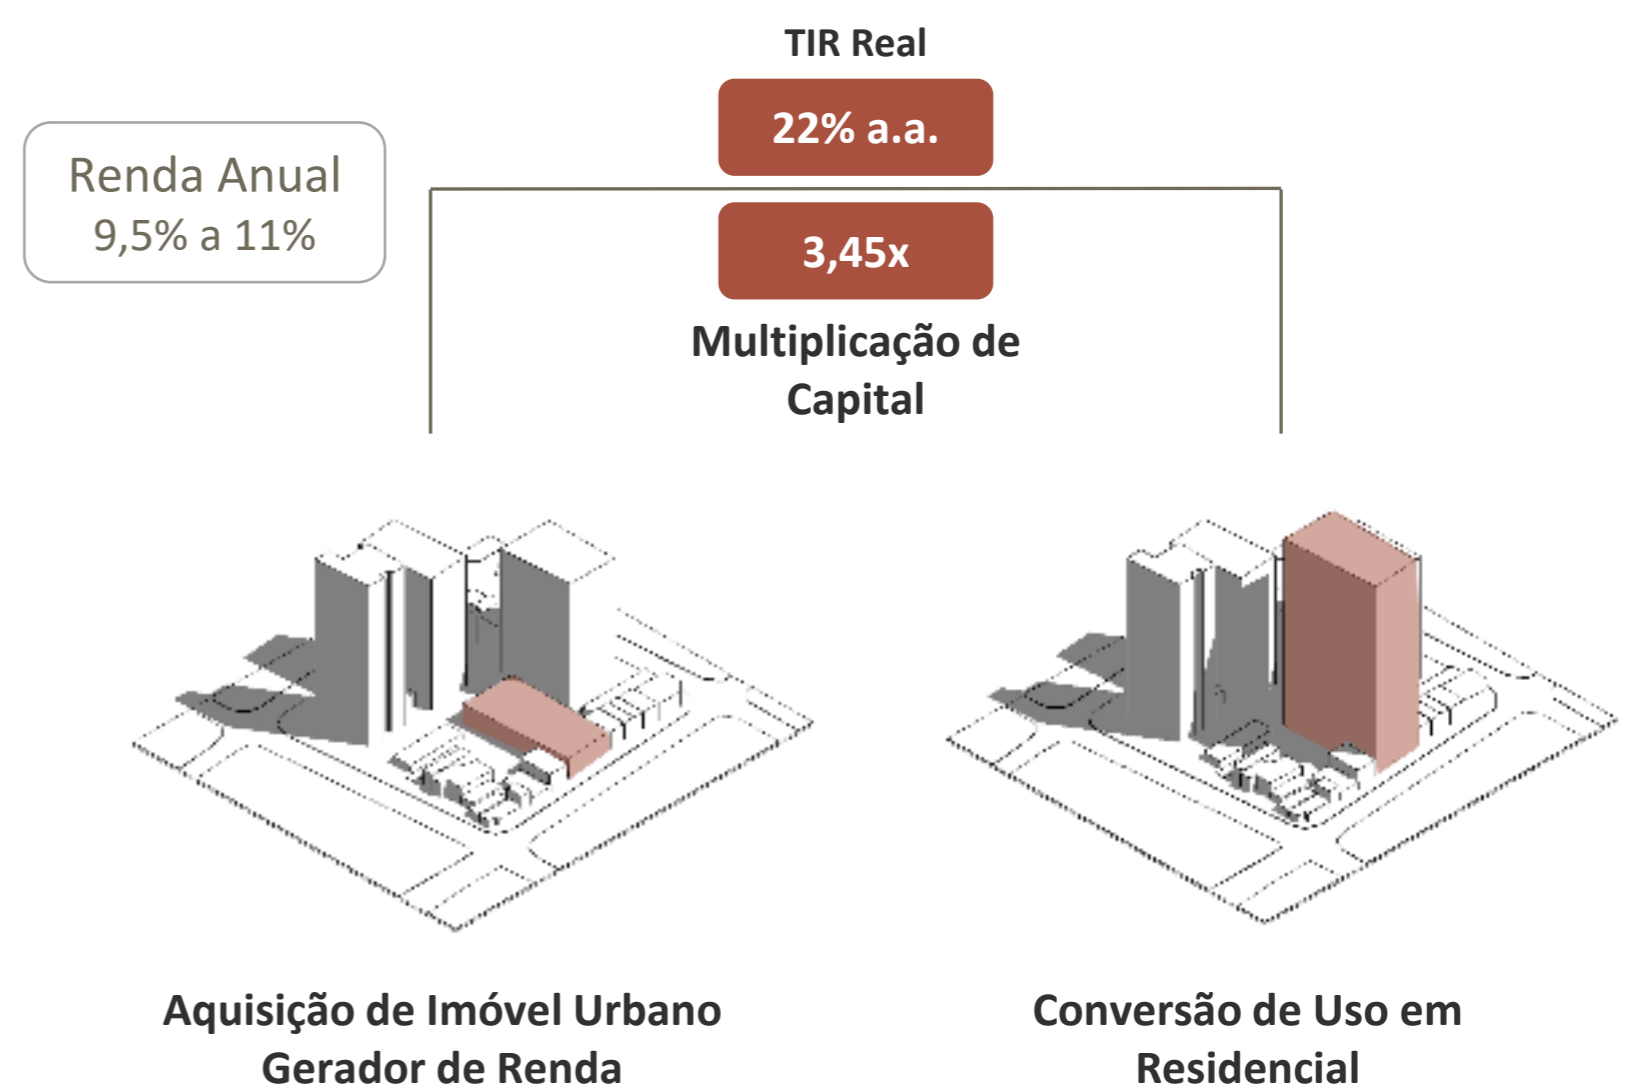 TIR Real
22% a.a.
Renda Anual
9,5% a 11%
3,45x
Multiplicação de
Capital
Aquisição de Imóvel Urbano
Gerador de Renda
Conversão de Uso em
Residencial